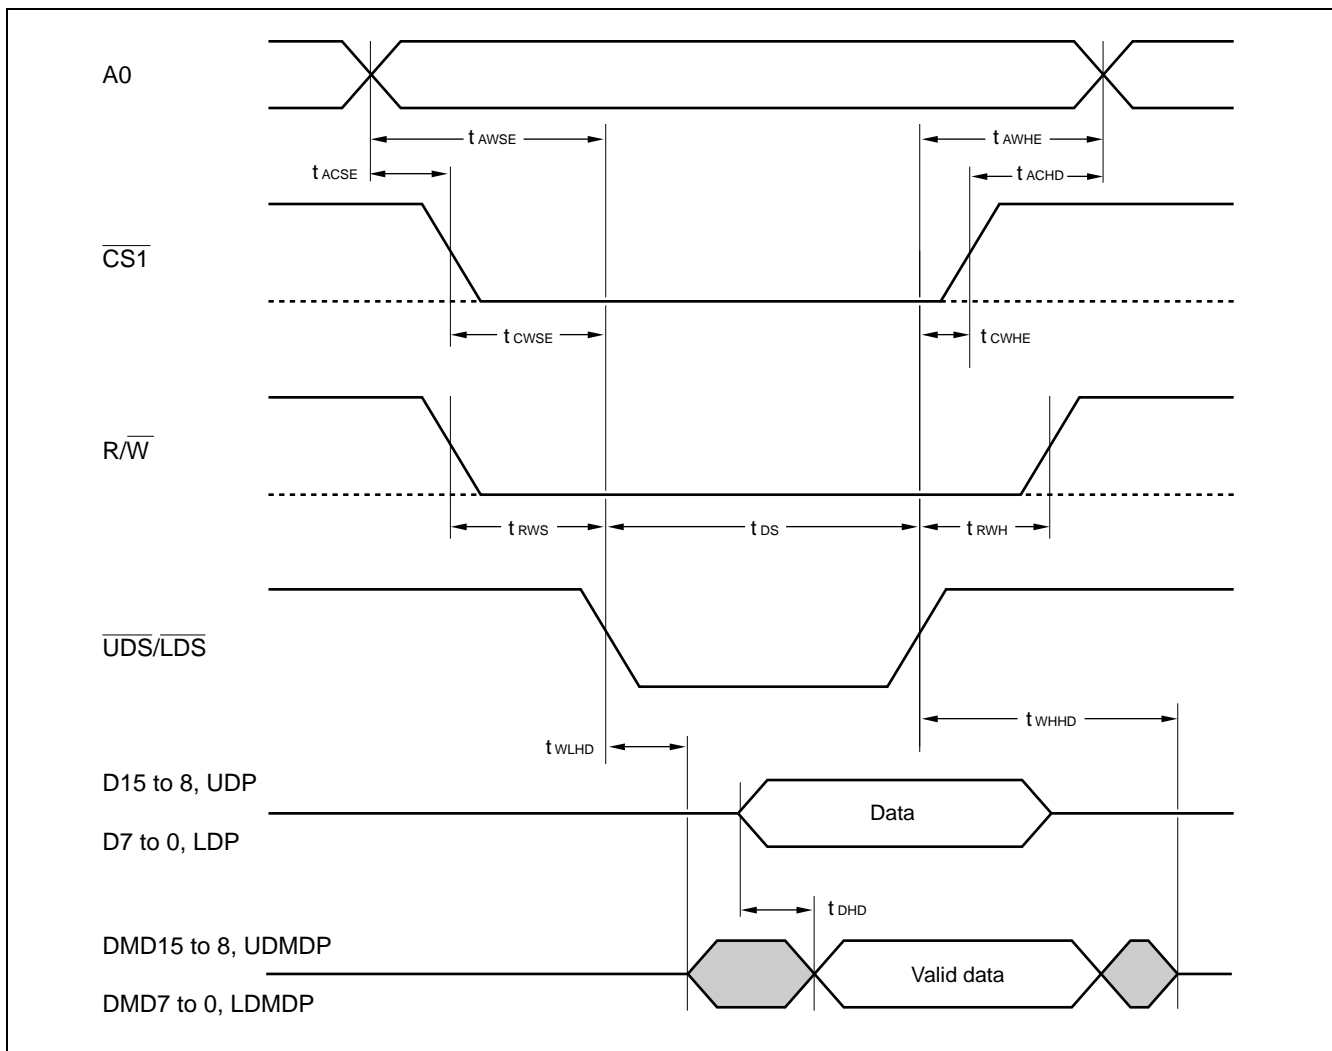 A0
t AWSE
t AWHE
t ACSE
t ACHD
CS1
t CWSE
t CWHE
R/W
t RWS
t DS
t RWH
UDS/LDS
t WHHD
t WLHD
D15 to 8, UDP
Data
D7 to 0, LDP
t DHD
DMD15 to 8, UDMDP
Valid data
DMD7 to 0, LDMDP